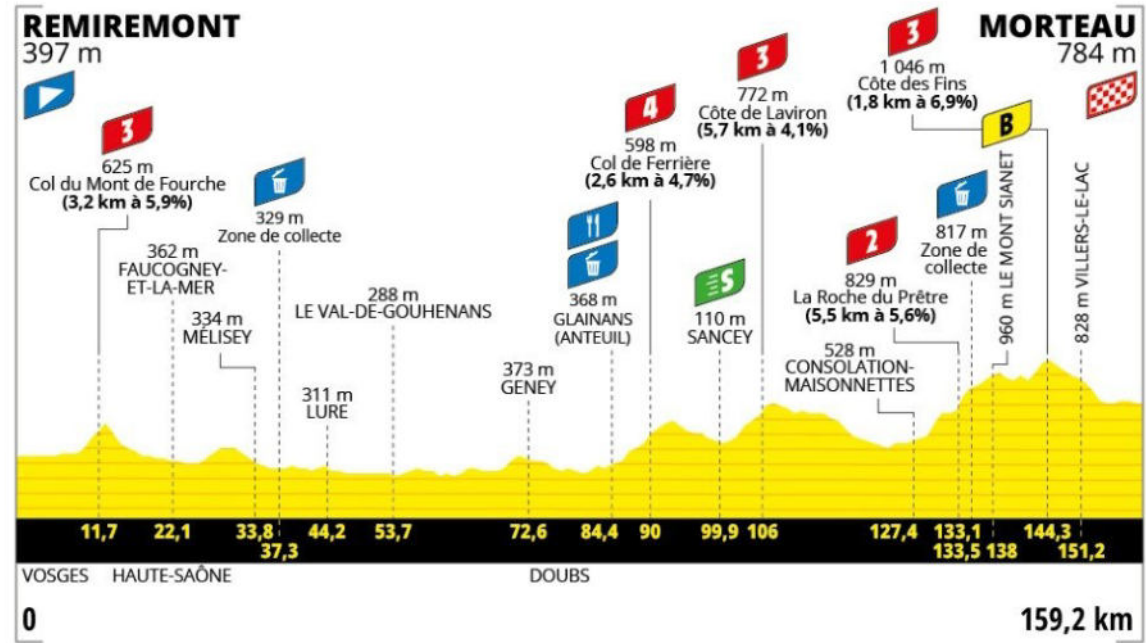 REMIREMONT
397 m
MORTEAU
784 m
3
625 m
Col du Mont de Fourche
(3,2 km à 5,9%)
362 m
FAUCOGNEY-
ET-LA-MER
334 m
MÉLISEY
329 m
Zone de collecte
311 m
LURE
288 m
LE VAL-DE-GOUHENANS
373 m
GENEY
368 m
GLAINANS
(ANTEUIL)
4
598 m
Col de Ferrière
(2,6 km à 4,7%)
S
110 m
SANCEY
3
772 m
Côte de Laviron
(5,7 km à 4,1%)
528 m
CONSOLATION-
MAISONNETTES
2
829 m
La Roche du Prêtre
(5,5 km à 5,6%)
817 m
Zone de
collecte
B
960 m LE MONT SIANET
3
1 046 m
Côte des Fins
(1,8 km à 6,9%)
828 m VILLERS-LE-LAC
11,7 22,1 33,8 44,2 53,7 72,6 84,4 90 99,9 106 127,4 133,1 144,3
37,3 133,5 138 151,2
VOSGES HAUTE-SAÔNE DOUBS
0 159,2 km